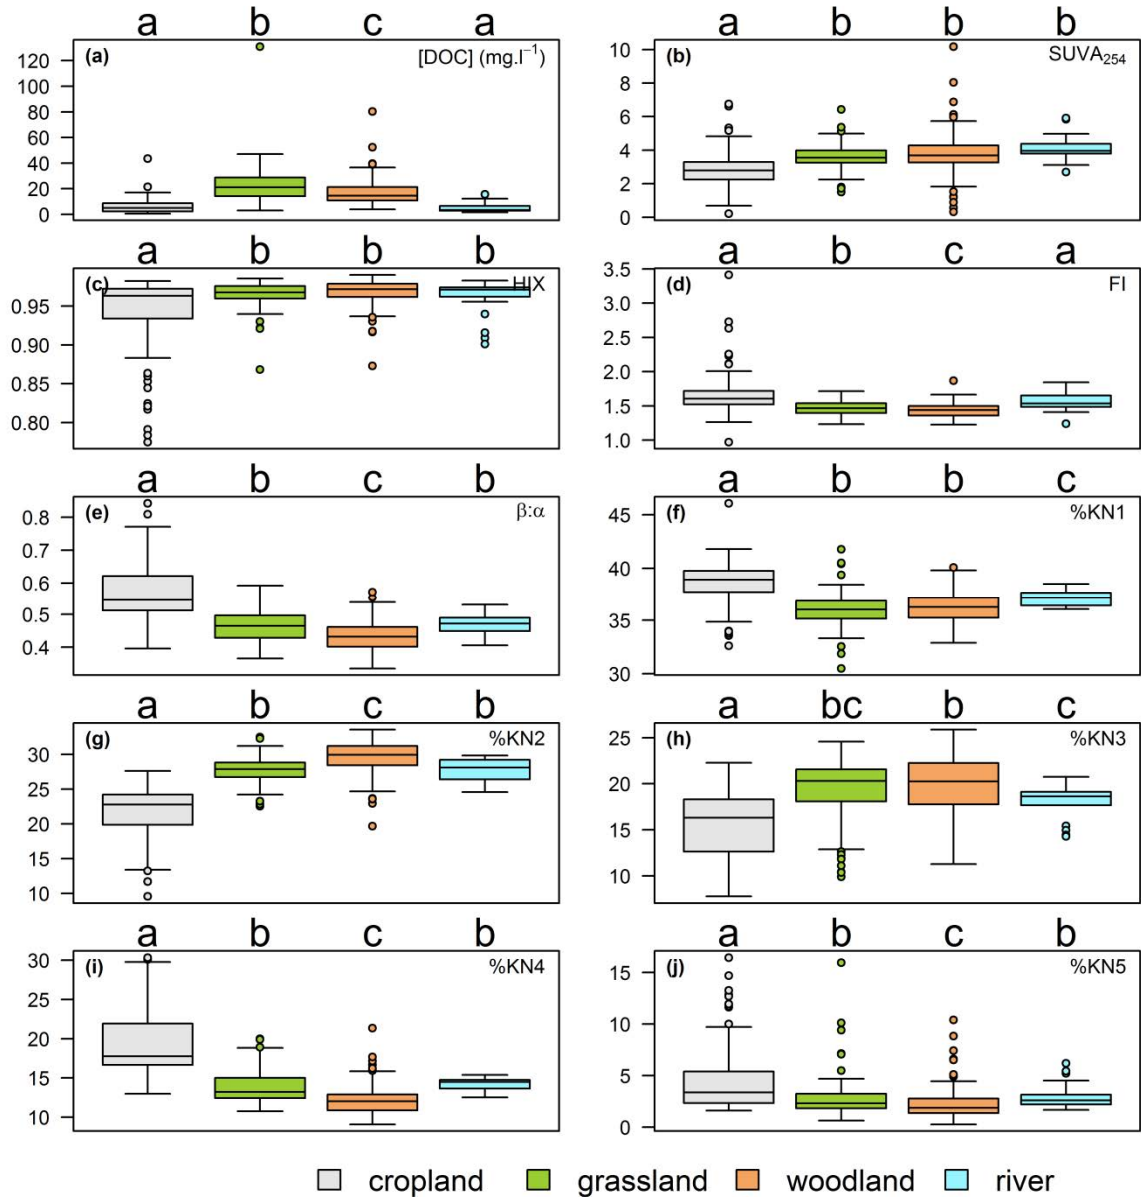 a b c a
(a) [DOC] (mg.l⁻¹)
120
100
80
60
40
20
0
a b b b
(b) SUVA₂₅₄
10
8
6
4
2
0
a b b b
(c) HIX
0.95
0.90
0.85
0.80
a b c a
(d) FI
3.5
3.0
2.5
2.0
1.5
1.0
a b c b
(e) β:α
0.8
0.7
0.6
0.5
0.4
a b b c
(f) %KN1
45
40
35
30
a b c b
(g) %KN2
30
25
20
15
10
a bc b c
(h) %KN3
25
20
15
10
a b c b
(i) %KN4
30
25
20
15
10
a b c b
(j) %KN5
15
10
5
0
cropland grassland woodland river